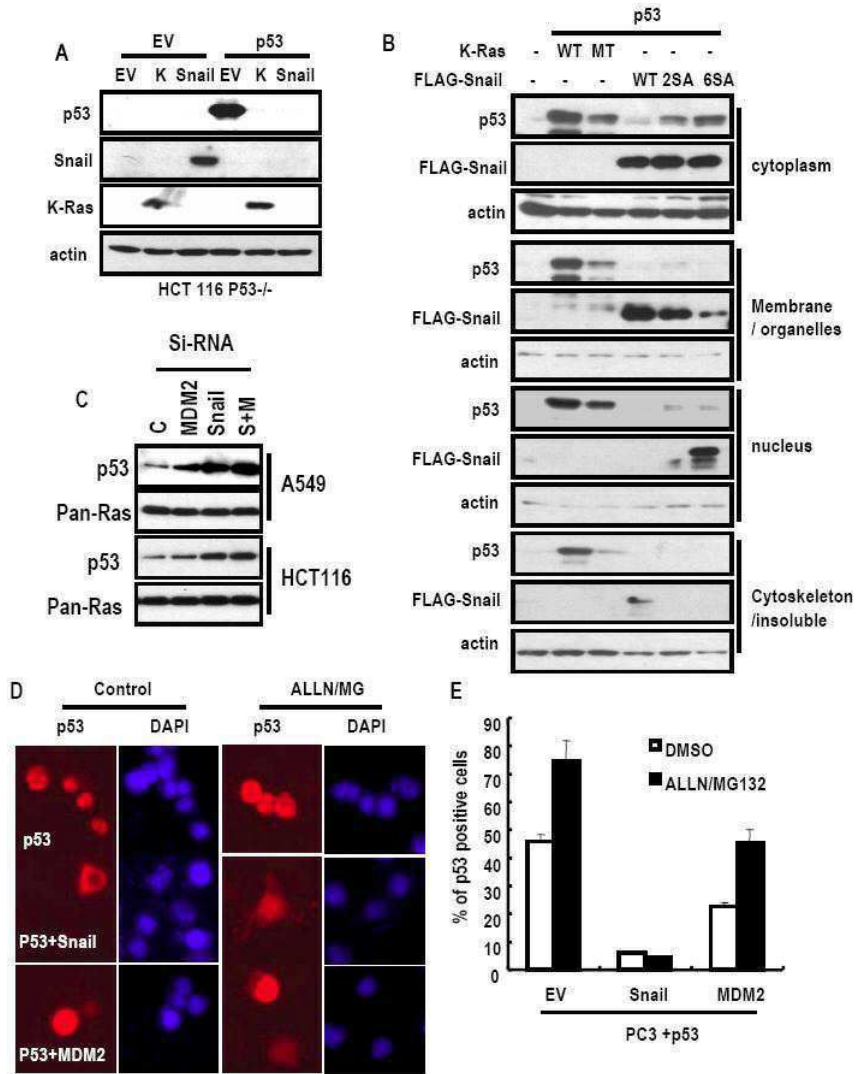 A
EV p53
EV K Snail EV K Snail
p53
Snail
K-Ras
actin
HCT 116 P53-/-
B
p53
K-Ras - WT MT - - -
FLAG-Snail - - - WT 2SA 6SA
p53
FLAG-Snail
actin
cytoplasm
p53
FLAG-Snail
actin
Membrane
/ organelles
p53
FLAG-Snail
actin
nucleus
p53
FLAG-Snail
actin
Cytoskeleton
/insoluble
C
Si-RNA
C MDM2 Snail S+M
p53
Pan-Ras
A549
p53
Pan-Ras
HCT116
D
Control ALLN/MG
p53 DAPI p53 DAPI
p53
P53+Snail
P53+MDM2
E
% of p53 positive cells
90
80
70
60
50
40
30
20
10
0
DMSO
ALLN/MG132
EV Snail MDM2
PC3 +p53